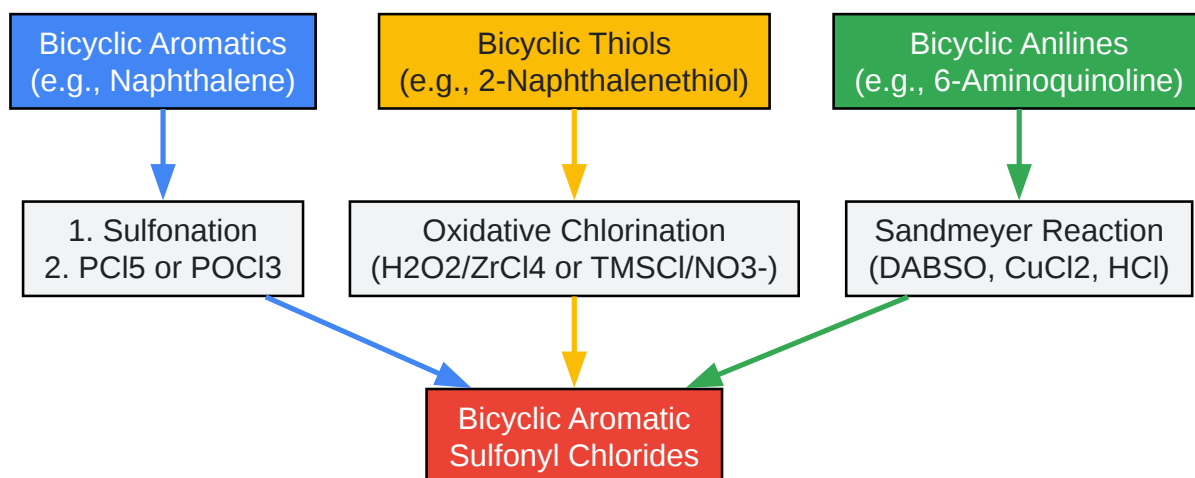 Bicyclic Aromatics
(e.g., Naphthalene)
Bicyclic Thiols
(e.g., 2-Naphthalenethiol)
Bicyclic Anilines
(e.g., 6-Aminoquinoline)
1. Sulfonation
2. PCl5 or POCl3
Oxidative Chlorination
(H2O2/ZrCl4 or TMSCl/NO3-)
Sandmeyer Reaction
(DABSO, CuCl2, HCl)
Bicyclic Aromatic
Sulfonyl Chlorides